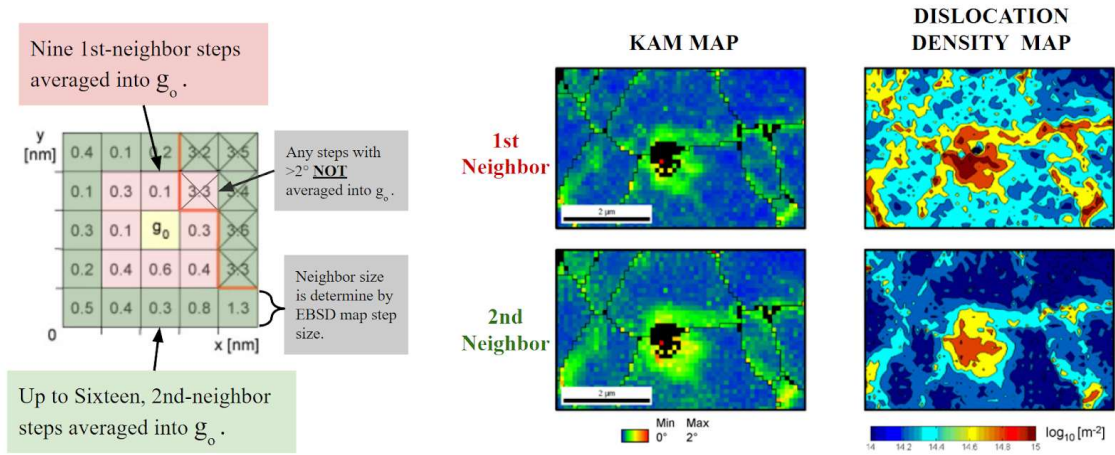 Nine 1st-neighbor steps
averaged into g₀ .
y
[nm]
0.4 0.1 0.2 3.2 3.5
0.1 0.3 0.1 3.3 3.4
0.3 0.1 g₀ 0.3 3.6
0.2 0.4 0.6 0.4 3.3
0.5 0.4 0.3 0.8 1.3
0
x [nm]
Any steps with
>2° NOT
averaged into g₀ .
Neighbor size
is determine by
EBSD map step
size.
Up to Sixteen, 2nd-neighbor
steps averaged into g₀ .
KAM MAP
DISLOCATION
DENSITY MAP
1st
Neighbor
2 μm
2nd
Neighbor
2 μm
Min Max
0° 2°
14 14.2 14.4 14.6 14.8 15
log₁₀ [m⁻²]